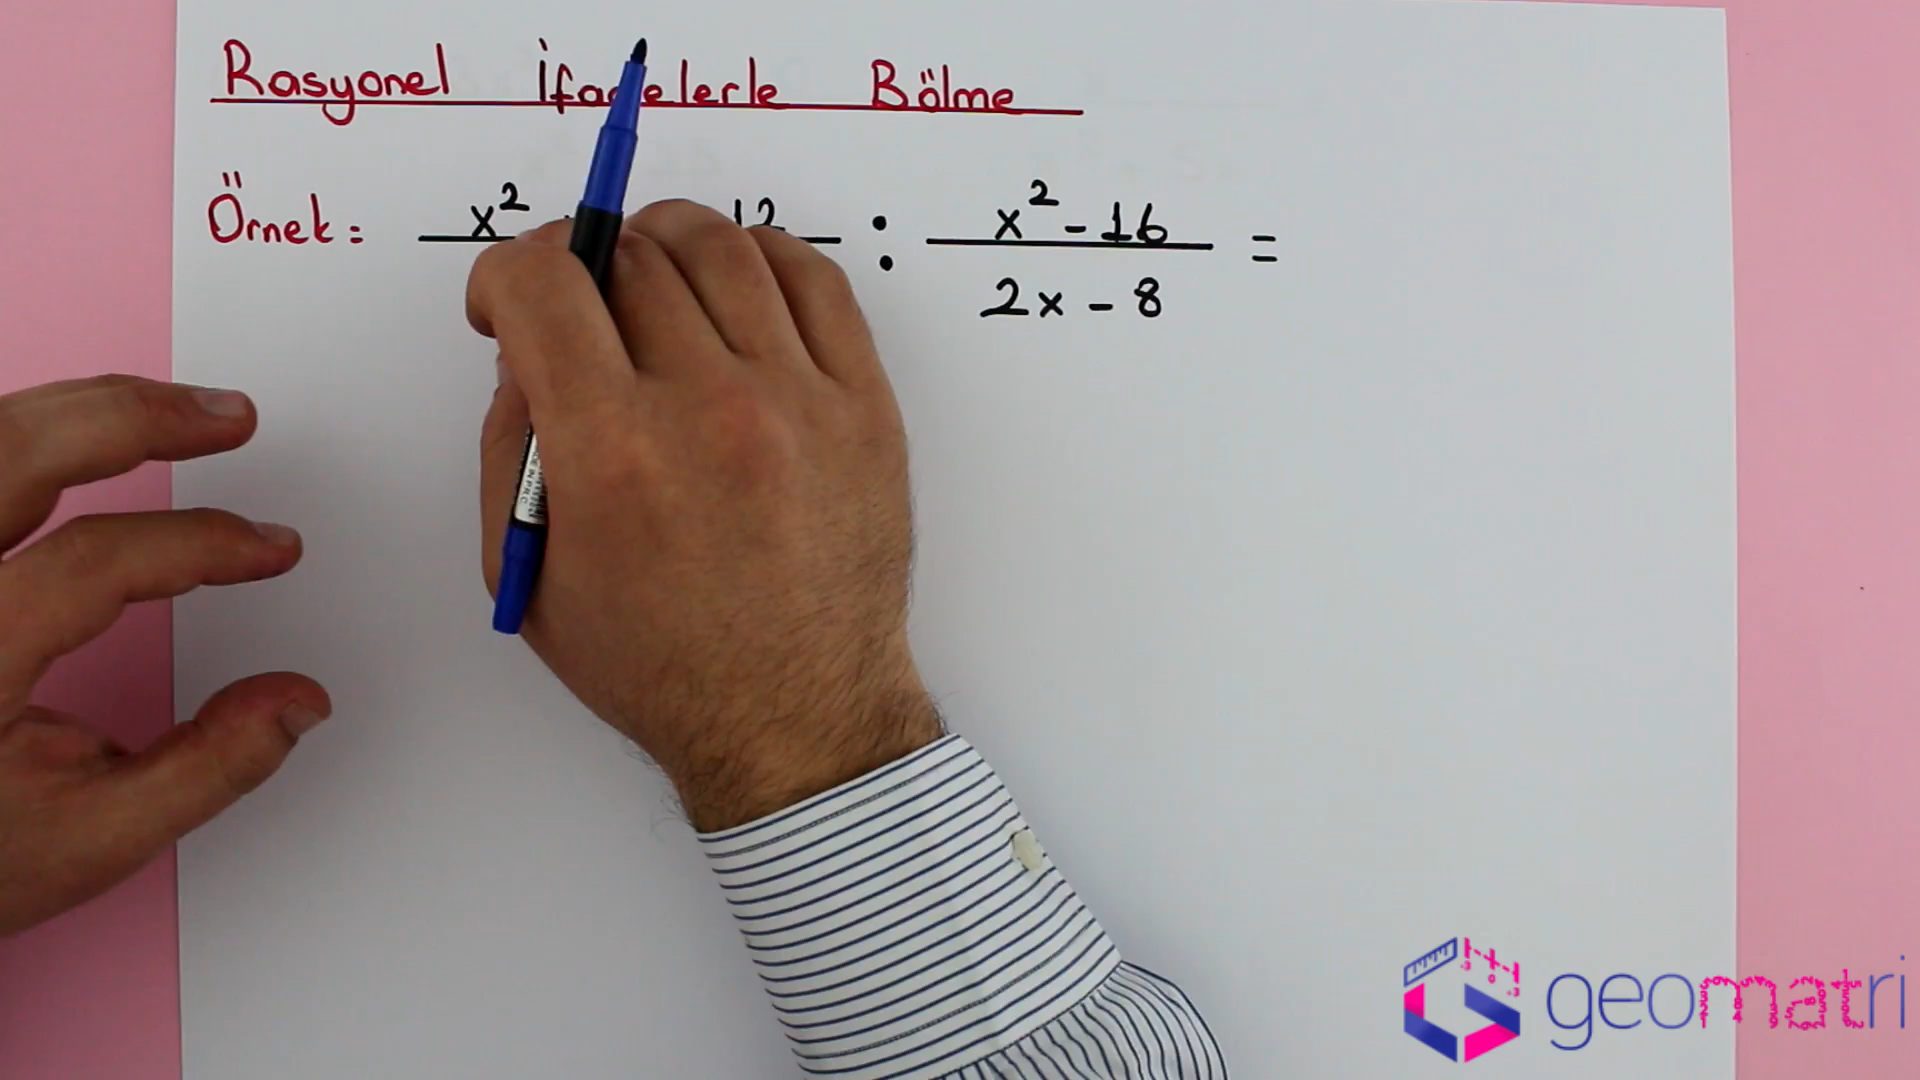 Rasyonel İfadelerle Bölme
Örnek: x² 12 : x² - 16 =
2x - 8
geomatri